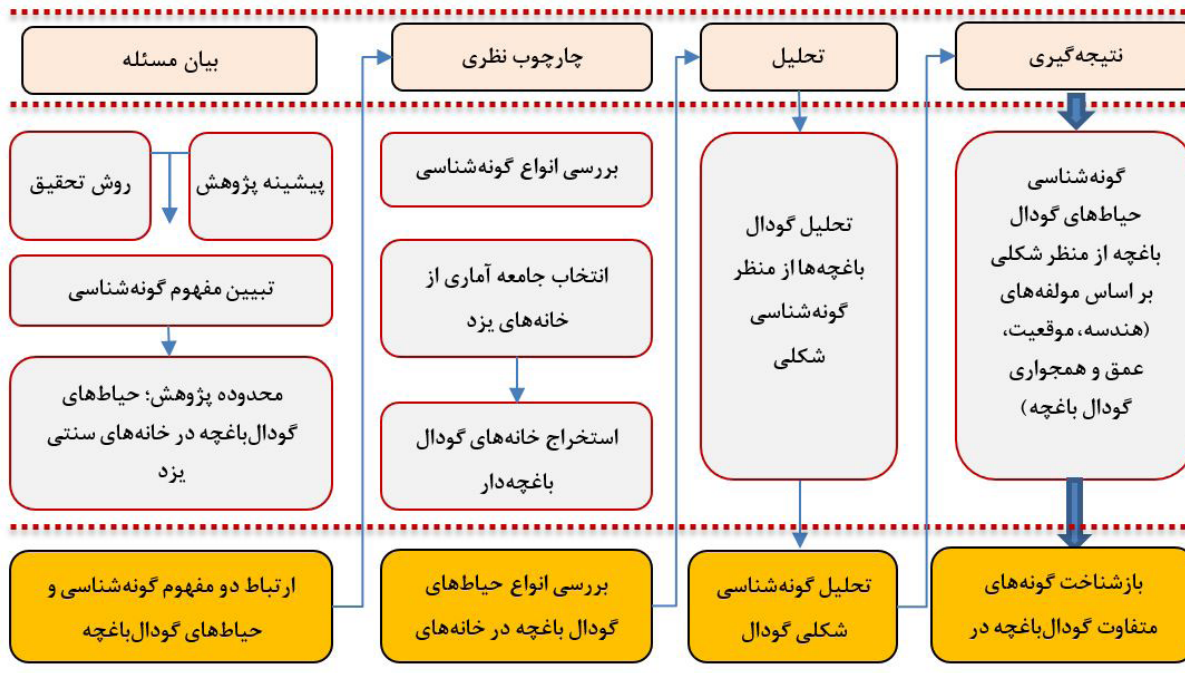 بیان مسئله
چارچوب نظری
تحلیل
نتیجه‌گیری
روش تحقیق
پیشینه پژوهش
تبیین مفهوم گونه‌شناسی
محدوده پژوهش؛ حیاط‌های
گودال‌باغچه در خانه‌های سنتی
یزد
ارتباط دو مفهوم گونه‌شناسی و
حیاط‌های گودال‌باغچه
بررسی انواع گونه‌شناسی
انتخاب جامعه آماری از
خانه‌های یزد
استخراج خانه‌های گودال
باغچه‌دار
بررسی انواع حیاط‌های
گودال باغچه در خانه‌های
تحلیل گودال
باغچه‌ها از منظر
گونه‌شناسی
شکلی
تحلیل گونه‌شناسی
شکلی گودال
گونه‌شناسی
حیاط‌های گودال
باغچه از منظر شکلی
بر اساس مولفه‌های
(هندسه، موقعیت،
عمق و همجواری
گودال باغچه)
بازشناخت گونه‌های
متفاوت گودال‌باغچه در